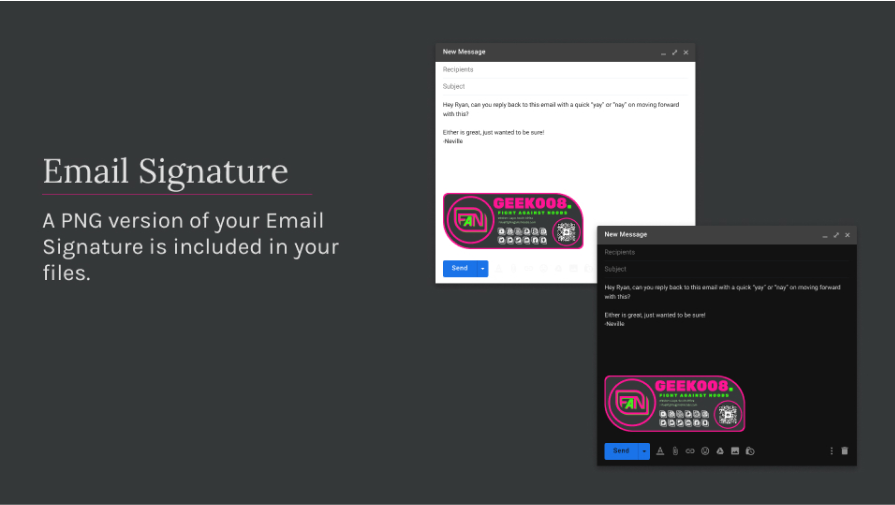 Email Signature
A PNG version of your Email
Signature is included in your
files.
New Message
Recipients
Subject
Hey Ryan, can you reply back to this email with a quick "yay" or "nay" on moving forward
with this?
Either is great, just wanted to be sure!
-Neville
FAN
GEEK008.
FIGHT AGAINST NOOBS
Send
New Message
Recipients
Subject
Hey Ryan, can you reply back to this email with a quick "yay" or "nay" on moving forward
with this?
Either is great, just wanted to be sure!
-Neville
FAN
GEEK008.
FIGHT AGAINST NOOBS
Send